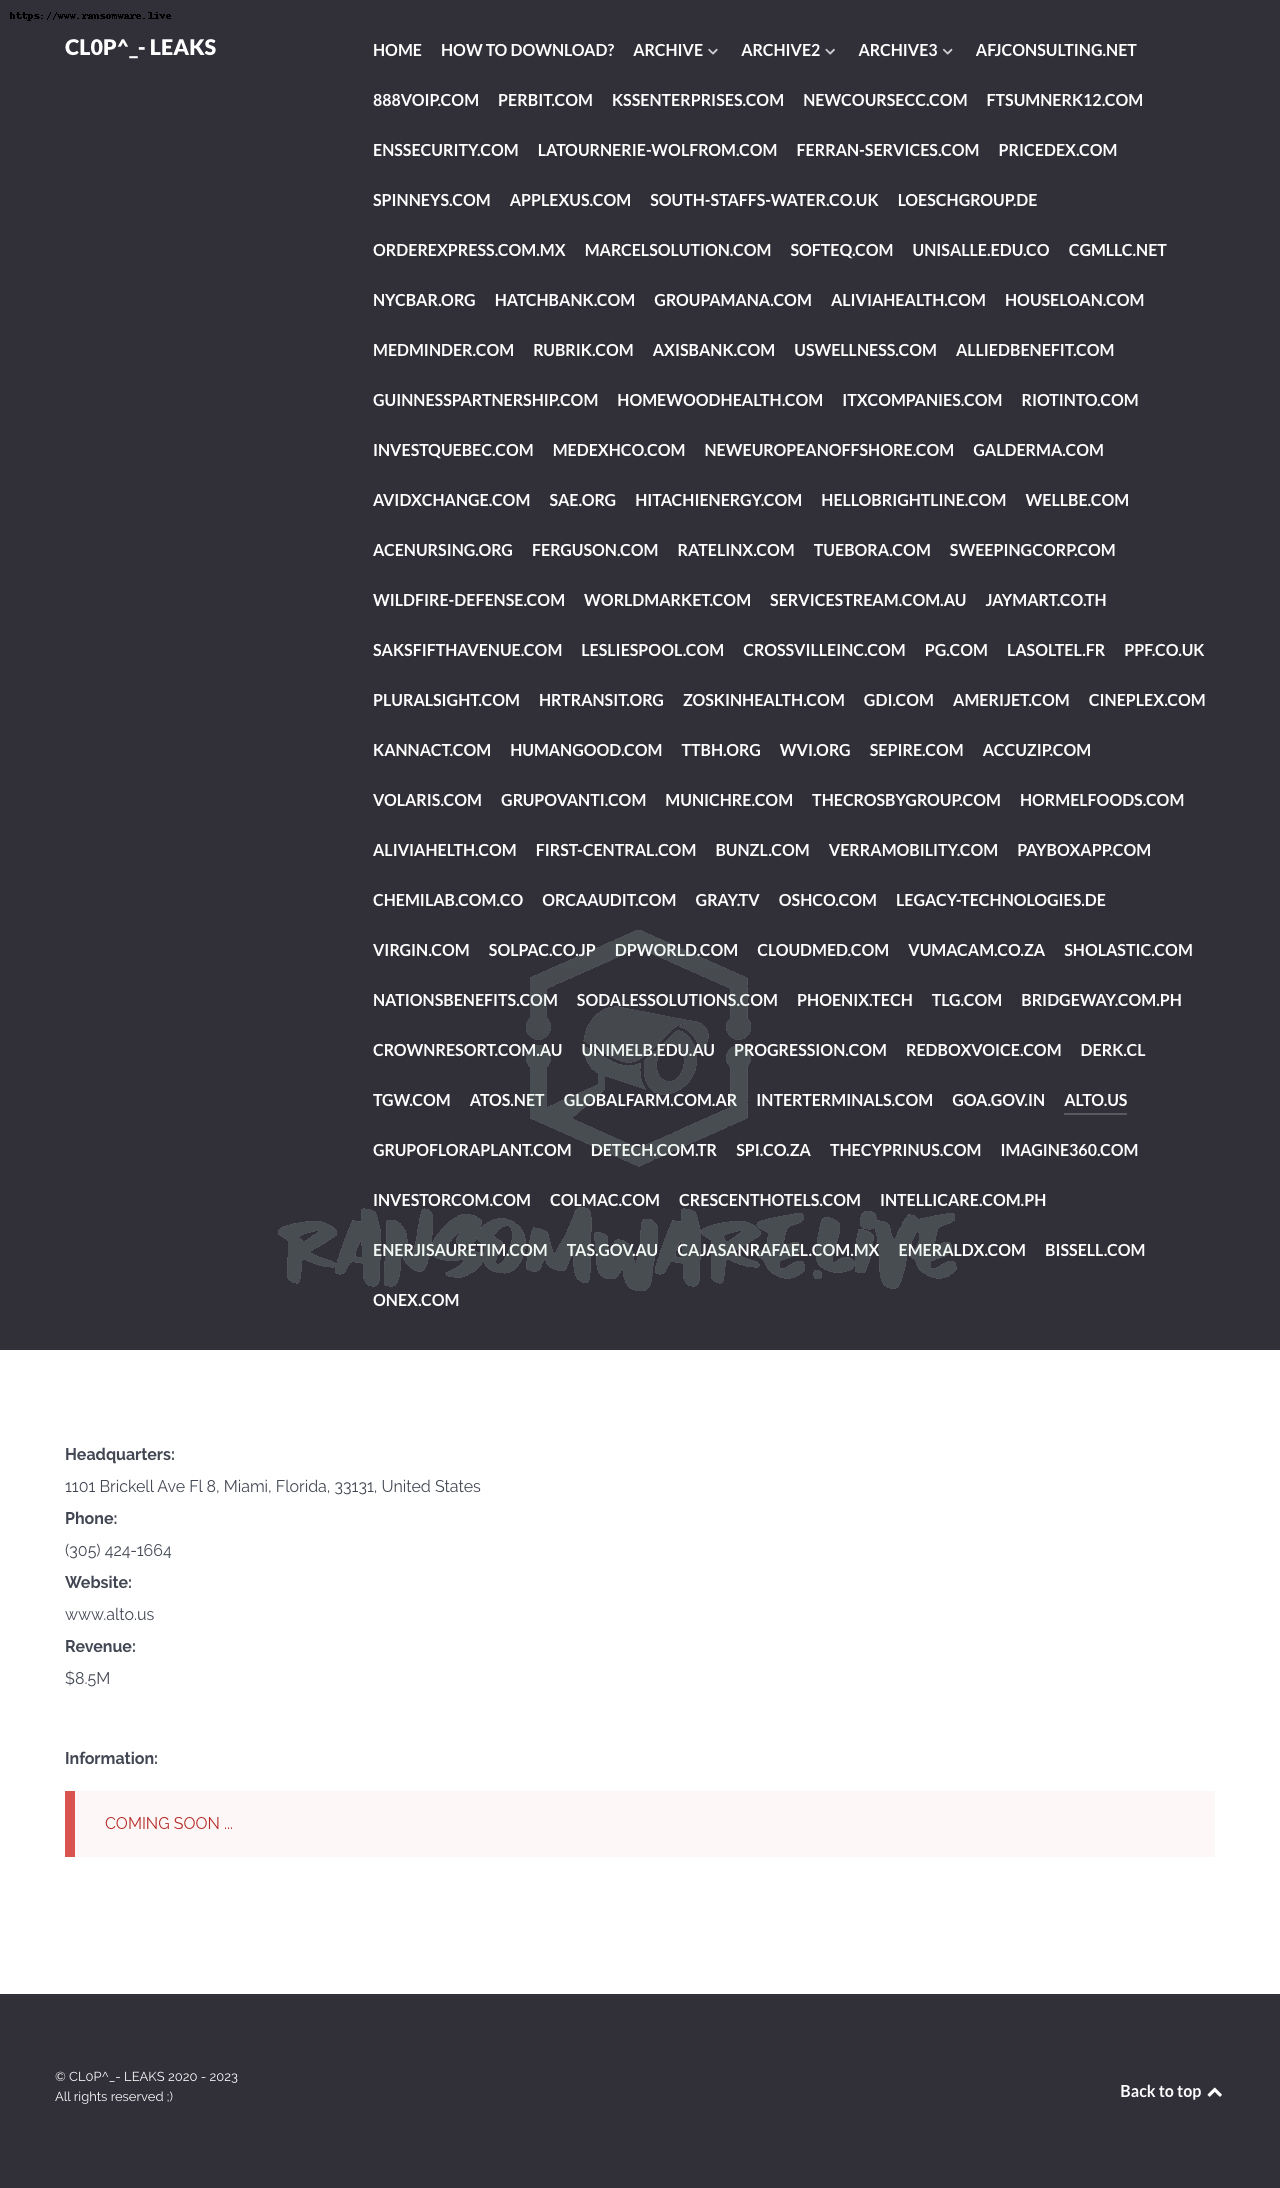 https://www.ransomware.live
CL0P^_- LEAKS
HOME HOW TO DOWNLOAD? ARCHIVE ARCHIVE2 ARCHIVE3 AFJCONSULTING.NET
888VOIP.COM PERBIT.COM KSSENTERPRISES.COM NEWCOURSECC.COM FTSUMNERK12.COM
ENSSECURITY.COM LATOURNERIE-WOLFROM.COM FERRAN-SERVICES.COM PRICEDEX.COM
SPINNEYS.COM APPLEXUS.COM SOUTH-STAFFS-WATER.CO.UK LOESCHGROUP.DE
ORDEREXPRESS.COM.MX MARCELSOLUTION.COM SOFTEQ.COM UNISALLE.EDU.CO CGMLLC.NET
NYCBAR.ORG HATCHBANK.COM GROUPAMANA.COM ALIVIAHEALTH.COM HOUSELOAN.COM
MEDMINDER.COM RUBRIK.COM AXISBANK.COM USWELLNESS.COM ALLIEDBENEFIT.COM
GUINNESSPARTNERSHIP.COM HOMEWOODHEALTH.COM ITXCOMPANIES.COM RIOTINTO.COM
INVESTQUEBEC.COM MEDEXHCO.COM NEWEUROPEANOFFSHORE.COM GALDERMA.COM
AVIDXCHANGE.COM SAE.ORG HITACHIENERGY.COM HELLOBRIGHTLINE.COM WELLBE.COM
ACENURSING.ORG FERGUSON.COM RATELINX.COM TUEBORA.COM SWEEPINGCORP.COM
WILDFIRE-DEFENSE.COM WORLDMARKET.COM SERVICESTREAM.COM.AU JAYMART.CO.TH
SAKSFIFTHAVENUE.COM LESLIESPOOL.COM CROSSVILLEINC.COM PG.COM LASOLTEL.FR PPF.CO.UK
PLURALSIGHT.COM HRTRANSIT.ORG ZOSKINHEALTH.COM GDI.COM AMERIJET.COM CINEPLEX.COM
KANNACT.COM HUMANGOOD.COM TTBH.ORG WVI.ORG SEPIRE.COM ACCUZIP.COM
VOLARIS.COM GRUPOVANTI.COM MUNICHRE.COM THECROSBYGROUP.COM HORMELFOODS.COM
ALIVIAHELTH.COM FIRST-CENTRAL.COM BUNZL.COM VERRAMOBILITY.COM PAYBOXAPP.COM
CHEMILAB.COM.CO ORCAAUDIT.COM GRAY.TV OSHCO.COM LEGACY-TECHNOLOGIES.DE
VIRGIN.COM SOLPAC.CO.JP DPWORLD.COM CLOUDMED.COM VUMACAM.CO.ZA SHOLASTIC.COM
NATIONSBENEFITS.COM SODALESSOLUTIONS.COM PHOENIX.TECH TLG.COM BRIDGEWAY.COM.PH
CROWNRESORT.COM.AU UNIMELB.EDU.AU PROGRESSION.COM REDBOXVOICE.COM DERK.CL
TGW.COM ATOS.NET GLOBALFARM.COM.AR INTERTERMINALS.COM GOA.GOV.IN ALTO.US
GRUPOFLORAPLANT.COM DETECH.COM.TR SPI.CO.ZA THECYPRINUS.COM IMAGINE360.COM
INVESTORCOM.COM COLMAC.COM CRESCENTHOTELS.COM INTELLICARE.COM.PH
RANSOMWARE.LIVE
ENERJISAURETIM.COM TAS.GOV.AU CAJASANRAFAEL.COM.MX EMERALDX.COM BISSELL.COM
ONEX.COM
Headquarters:
1101 Brickell Ave Fl 8, Miami, Florida, 33131, United States
Phone:
(305) 424-1664
Website:
www.alto.us
Revenue:
$8.5M
Information:
COMING SOON ...
© CL0P^_- LEAKS 2020 - 2023
All rights reserved ;)
Back to top